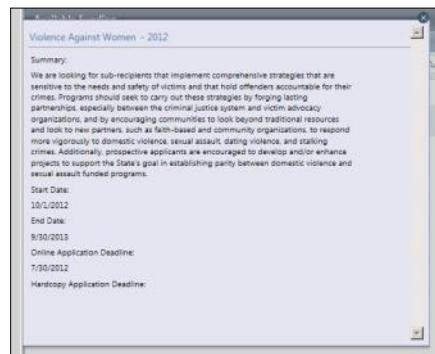 Violence Against Women - 2012
Summary:
We are looking for sub-recipients that implement comprehensive strategies that are
sensitive to the needs and safety of victims and that hold offenders accountable for their
crimes. Programs should seek to carry out these strategies by forging lasting
partnerships, especially between the criminal justice system and victim advocacy
organizations, and by encouraging communities to look beyond traditional resources
and look to new partners, such as faith-based and community organizations, to respond
more vigorously to domestic violence, sexual assault, dating violence, and stalking
crimes. Additionally, prospective applicants are encouraged to develop and/or enhance
projects to support the State's goal in establishing parity between domestic violence and
sexual assault funded programs.
Start Date:
10/1/2012
End Date:
9/30/2013
Online Application Deadline:
7/30/2012
Hardcopy Application Deadline: